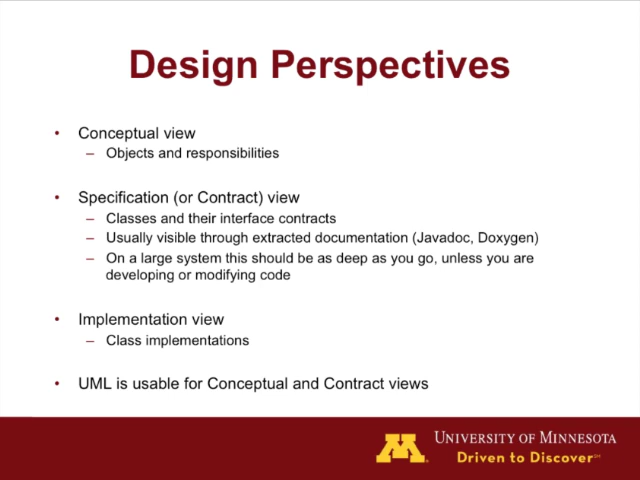 Design Perspectives
• Conceptual view
– Objects and responsibilities
• Specification (or Contract) view
– Classes and their interface contracts
– Usually visible through extracted documentation (Javadoc, Doxygen)
– On a large system this should be as deep as you go, unless you are
developing or modifying code
• Implementation view
– Class implementations
• UML is usable for Conceptual and Contract views
M
UNIVERSITY OF MINNESOTA
Driven to Discover℠